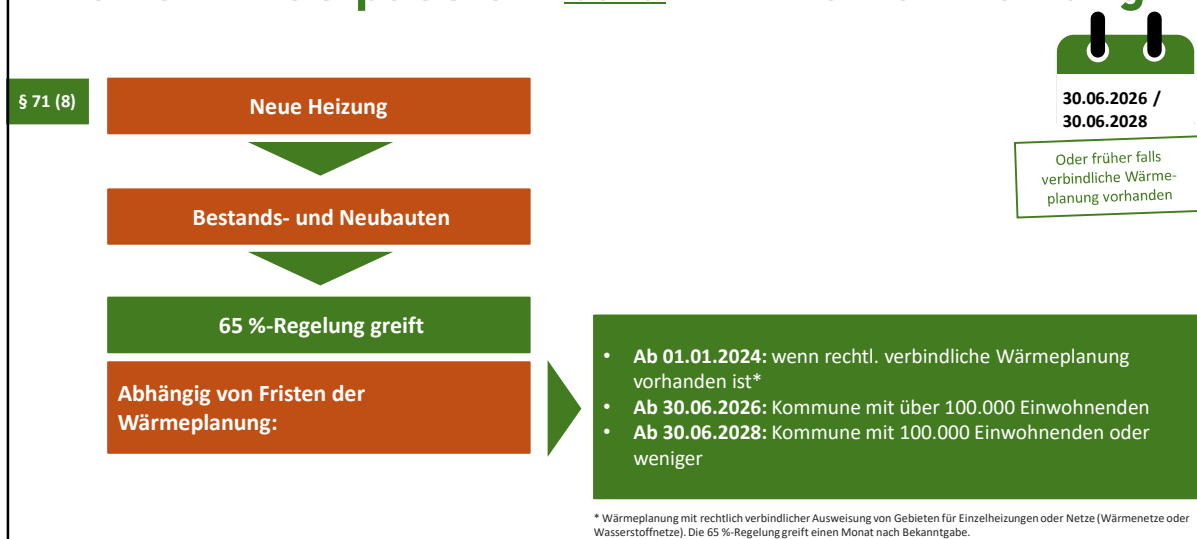 § 71 (8)
Neue Heizung
30.06.2026 /
30.06.2028
Oder früher falls
verbindliche Wärme-
planung vorhanden
Bestands- und Neubauten
65 %-Regelung greift
Abhängig von Fristen der
Wärmeplanung:
• Ab 01.01.2024: wenn rechtl. verbindliche Wärmeplanung
vorhanden ist*
• Ab 30.06.2026: Kommune mit über 100.000 Einwohnenden
• Ab 30.06.2028: Kommune mit 100.000 Einwohnenden oder
weniger
* Wärmeplanung mit rechtlich verbindlicher Ausweisung von Gebieten für Einzelheizungen oder Netze (Wärmenetze oder
Wasserstoffnetze). Die 65 %-Regelung greift einen Monat nach Bekanntgabe.